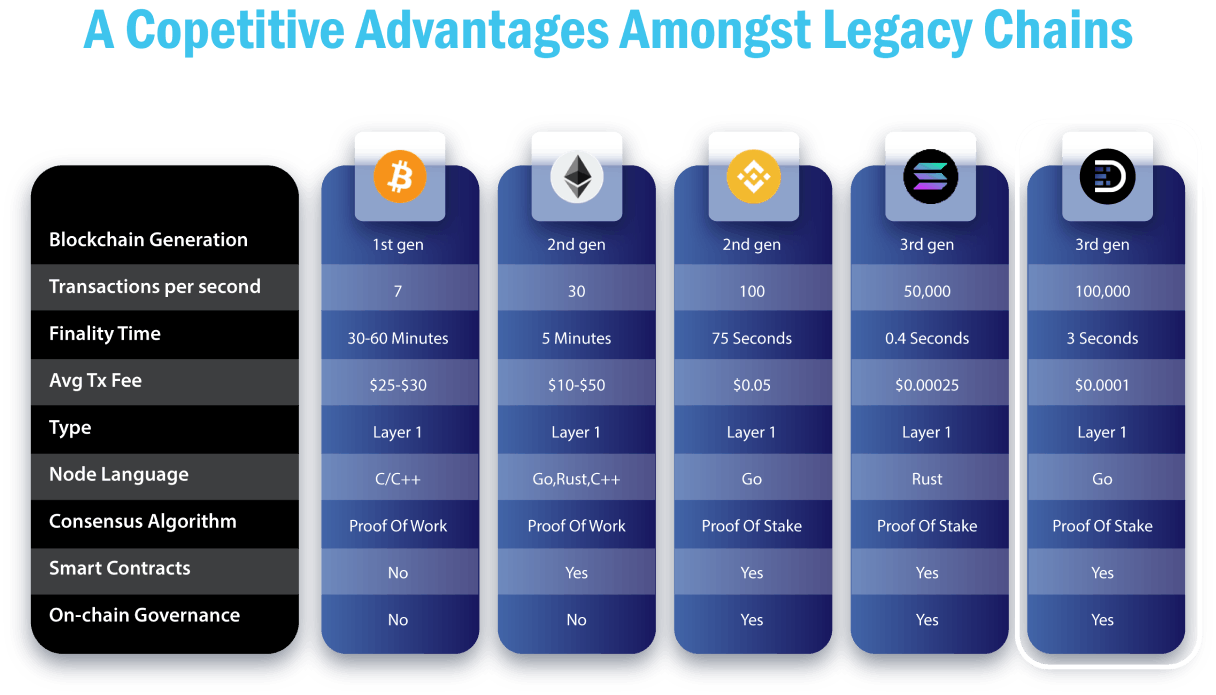 A Copetitive Advantages Amongst Legacy Chains
Blockchain Generation 1st gen 2nd gen 2nd gen 3rd gen 3rd gen
Transactions per second 7 30 100 50,000 100,000
Finality Time 30-60 Minutes 5 Minutes 75 Seconds 0.4 Seconds 3 Seconds
Avg Tx Fee $25-$30 $10-$50 $0.05 $0.00025 $0.0001
Type Layer 1 Layer 1 Layer 1 Layer 1 Layer 1
Node Language C/C++ Go,Rust,C++ Go Rust Go
Consensus Algorithm Proof Of Work Proof Of Work Proof Of Stake Proof Of Stake Proof Of Stake
Smart Contracts No Yes Yes Yes Yes
On-chain Governance No No Yes Yes Yes